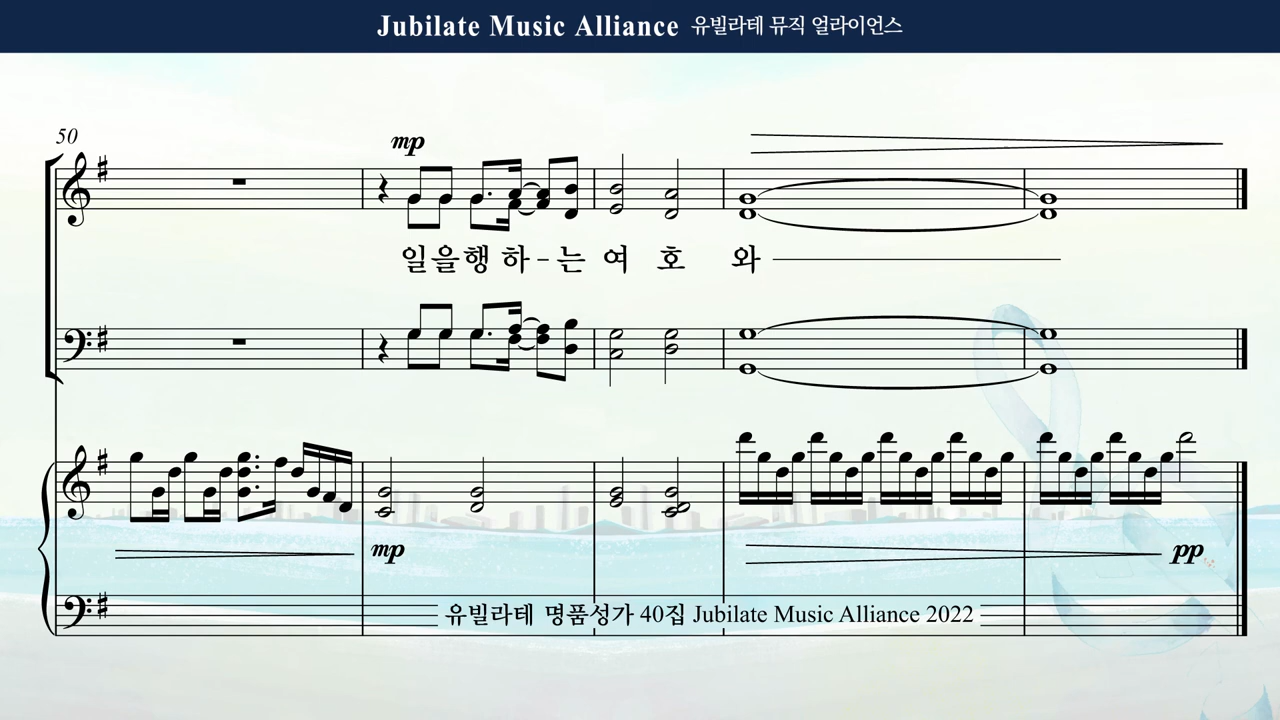 Jubilate Music Alliance 유빌라테 뮤직 얼라이언스
50
mp
일을행 하-는 여 호 와
mp
pp
유빌라테 명품성가 40집 Jubilate Music Alliance 2022